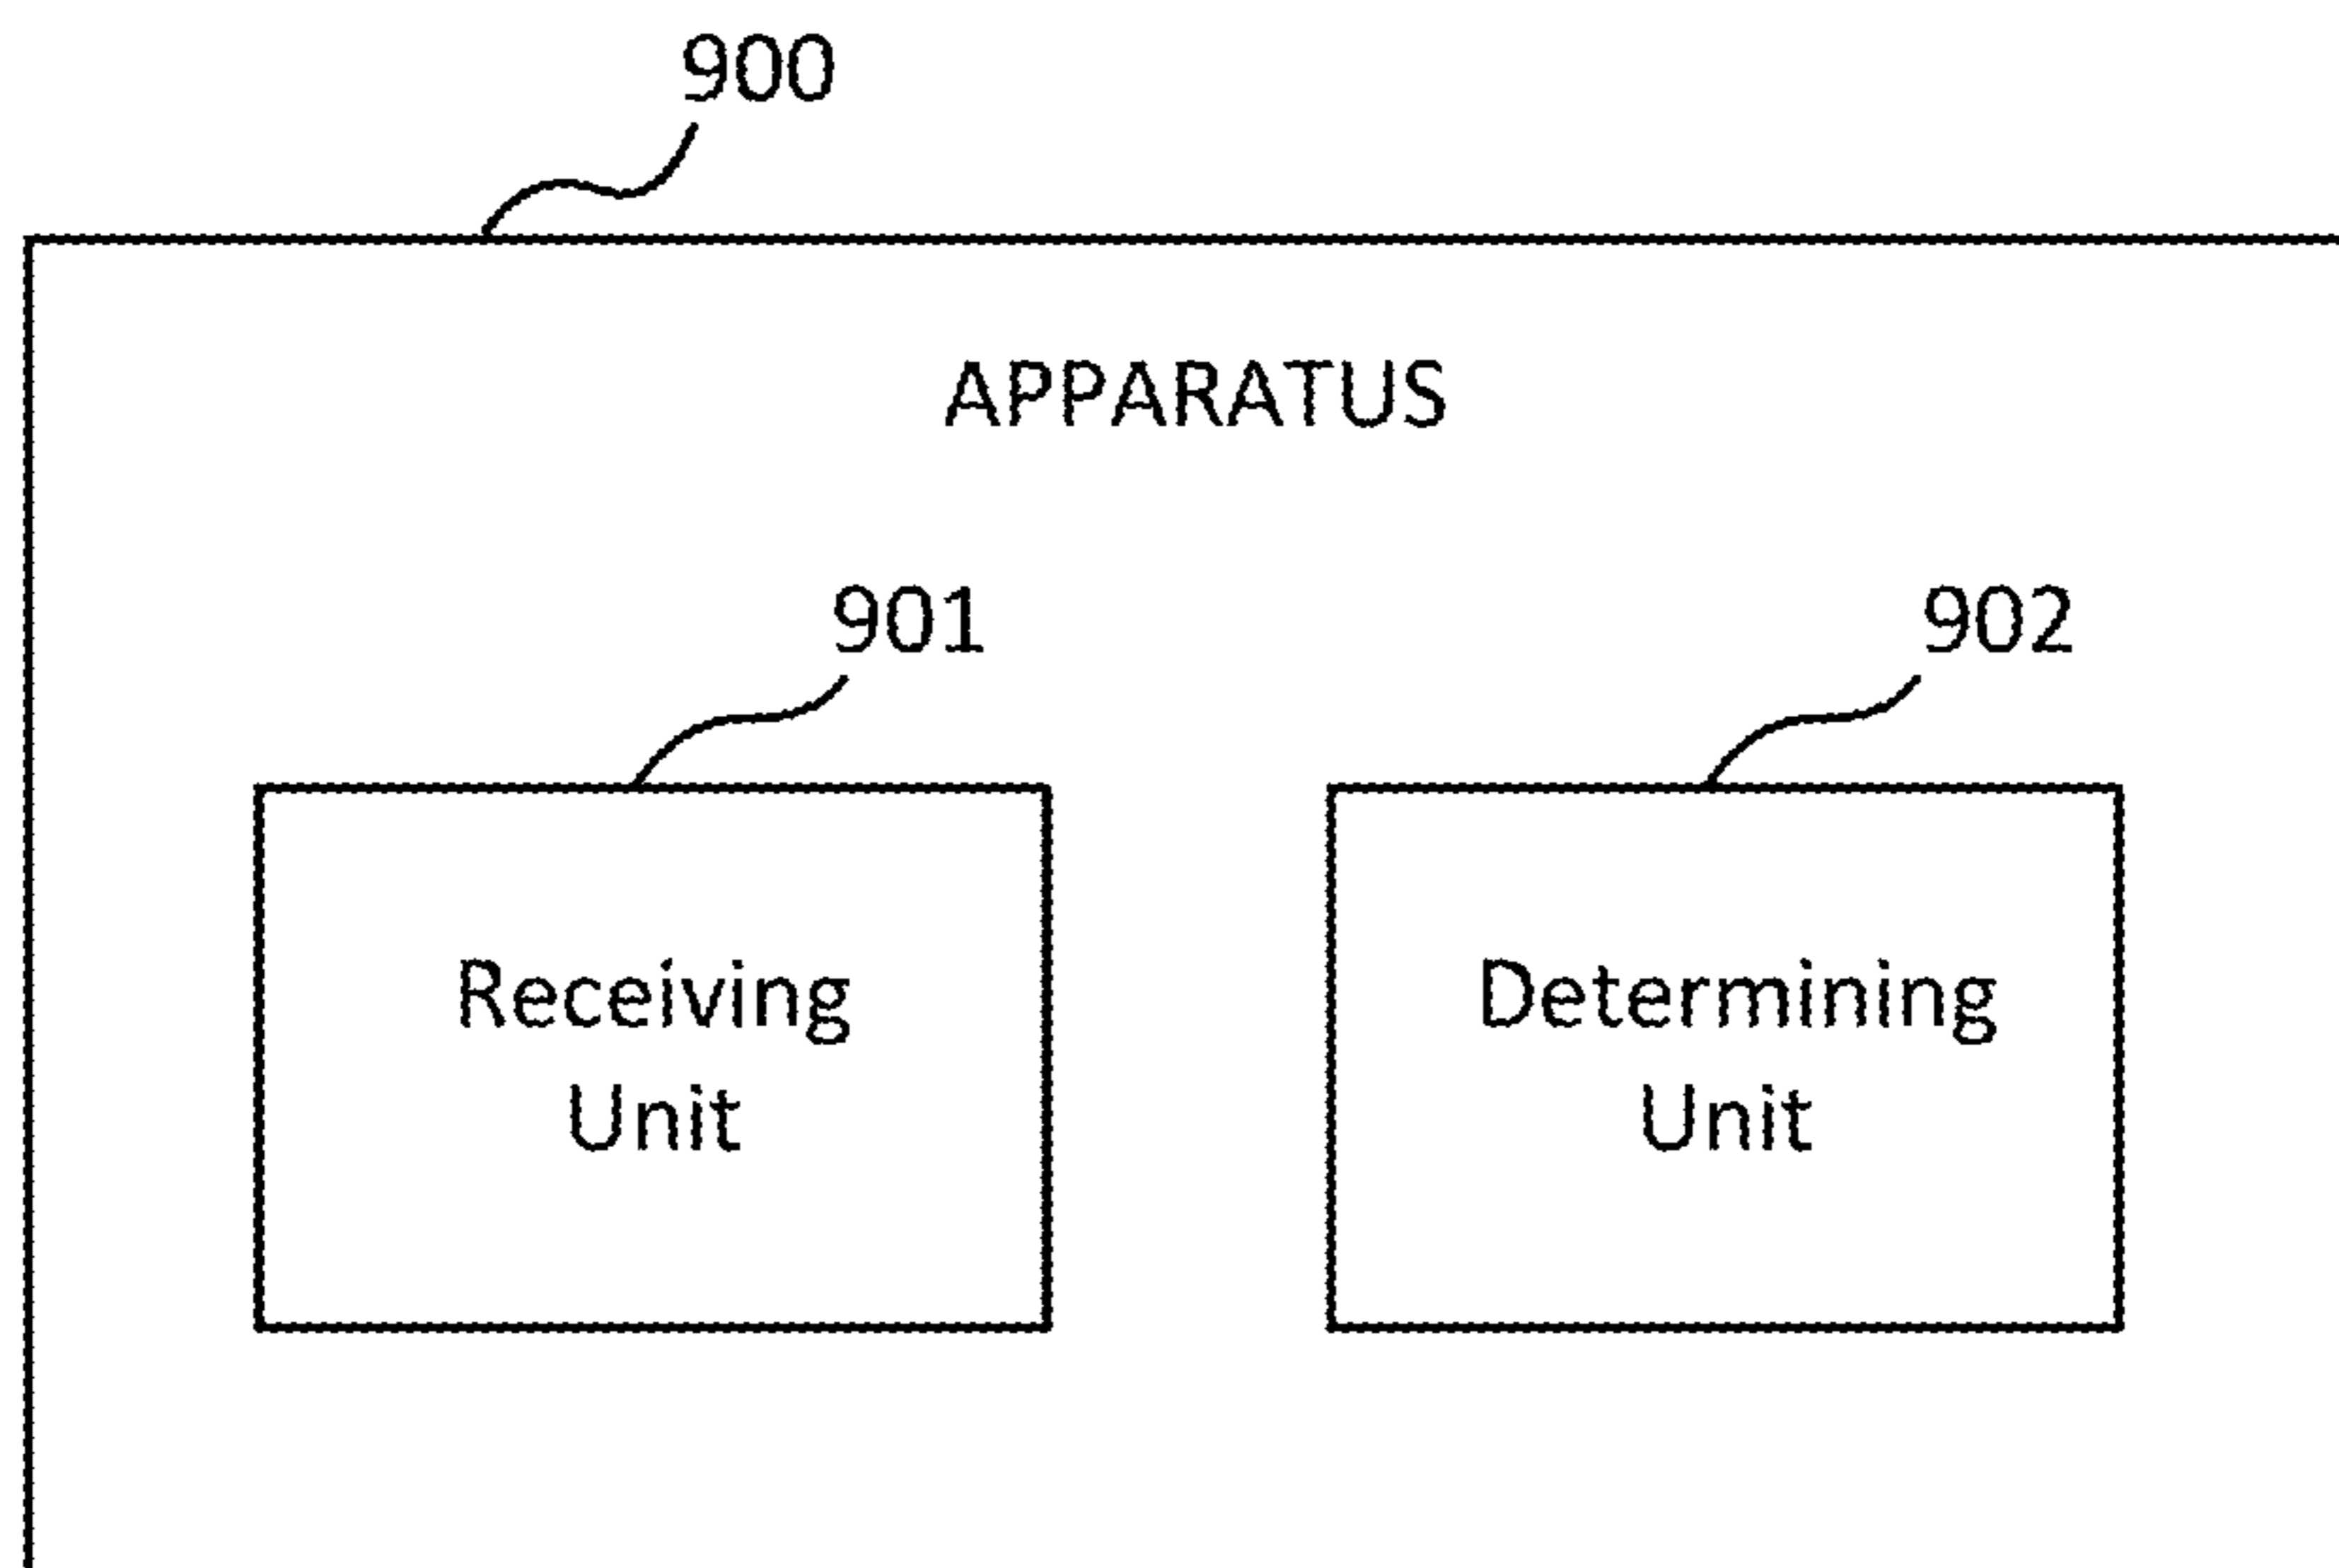 900
APPARATUS
901
902
Receiving
Unit
Determining
Unit